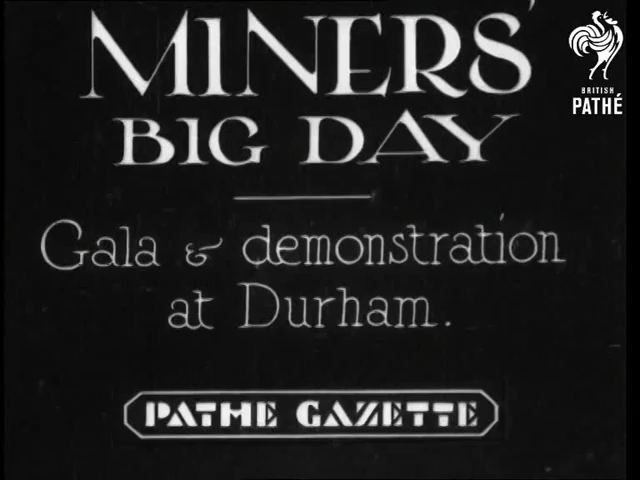 MINERS'
BIG DAY
Gala & demonstration
at Durham.
PATHE GAZETTE
BRITISH
PATHÉ